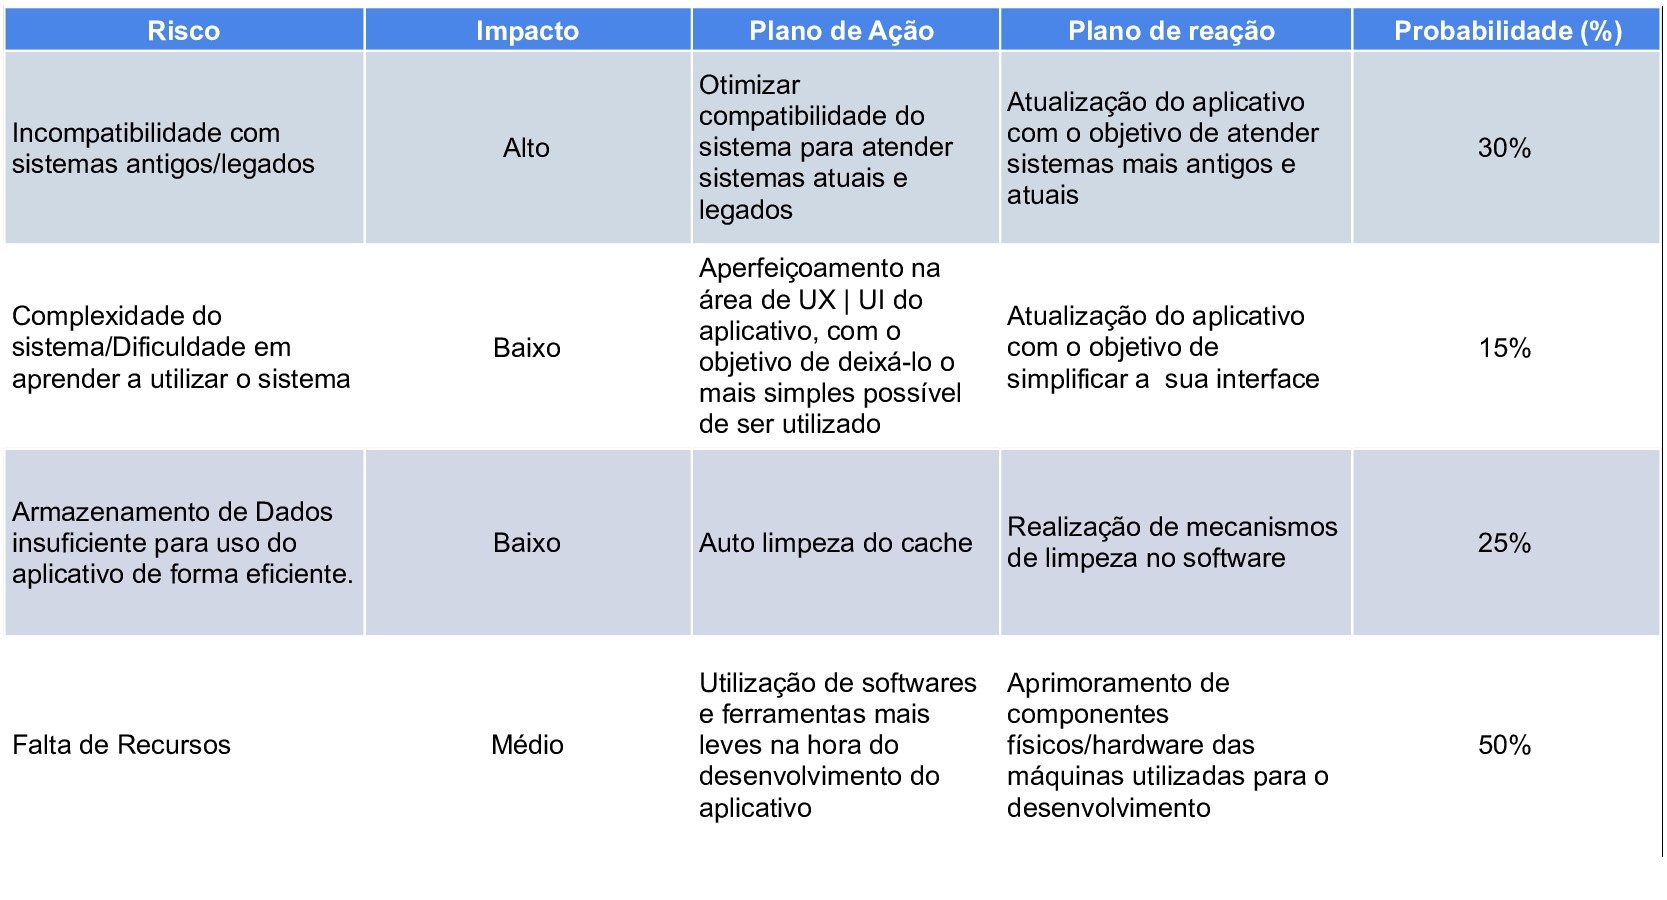 Risco
Impacto
Plano de Ação
Plano de reação
Probabilidade (%)
Incompatibilidade com
sistemas antigos/legados
Alto
Otimizar
compatibilidade do
sistema para atender
sistemas atuais e
legados
Atualização do aplicativo
com o objetivo de atender
sistemas mais antigos e
atuais
30%
Complexidade do
sistema/Dificuldade em
aprender a utilizar o sistema
Baixo
Aperfeiçoamento na
área de UX | UI do
aplicativo, com o
objetivo de deixá-lo o
mais simples possível
de ser utilizado
Atualização do aplicativo
com o objetivo de
simplificar a  sua interface
15%
Armazenamento de Dados
insuficiente para uso do
aplicativo de forma eficiente.
Baixo
Auto limpeza do cache
Realização de mecanismos
de limpeza no software
25%
Falta de Recursos
Médio
Utilização de softwares
e ferramentas mais
leves na hora do
desenvolvimento do
aplicativo
Aprimoramento de
componentes
físicos/hardware das
máquinas utilizadas para o
desenvolvimento
50%